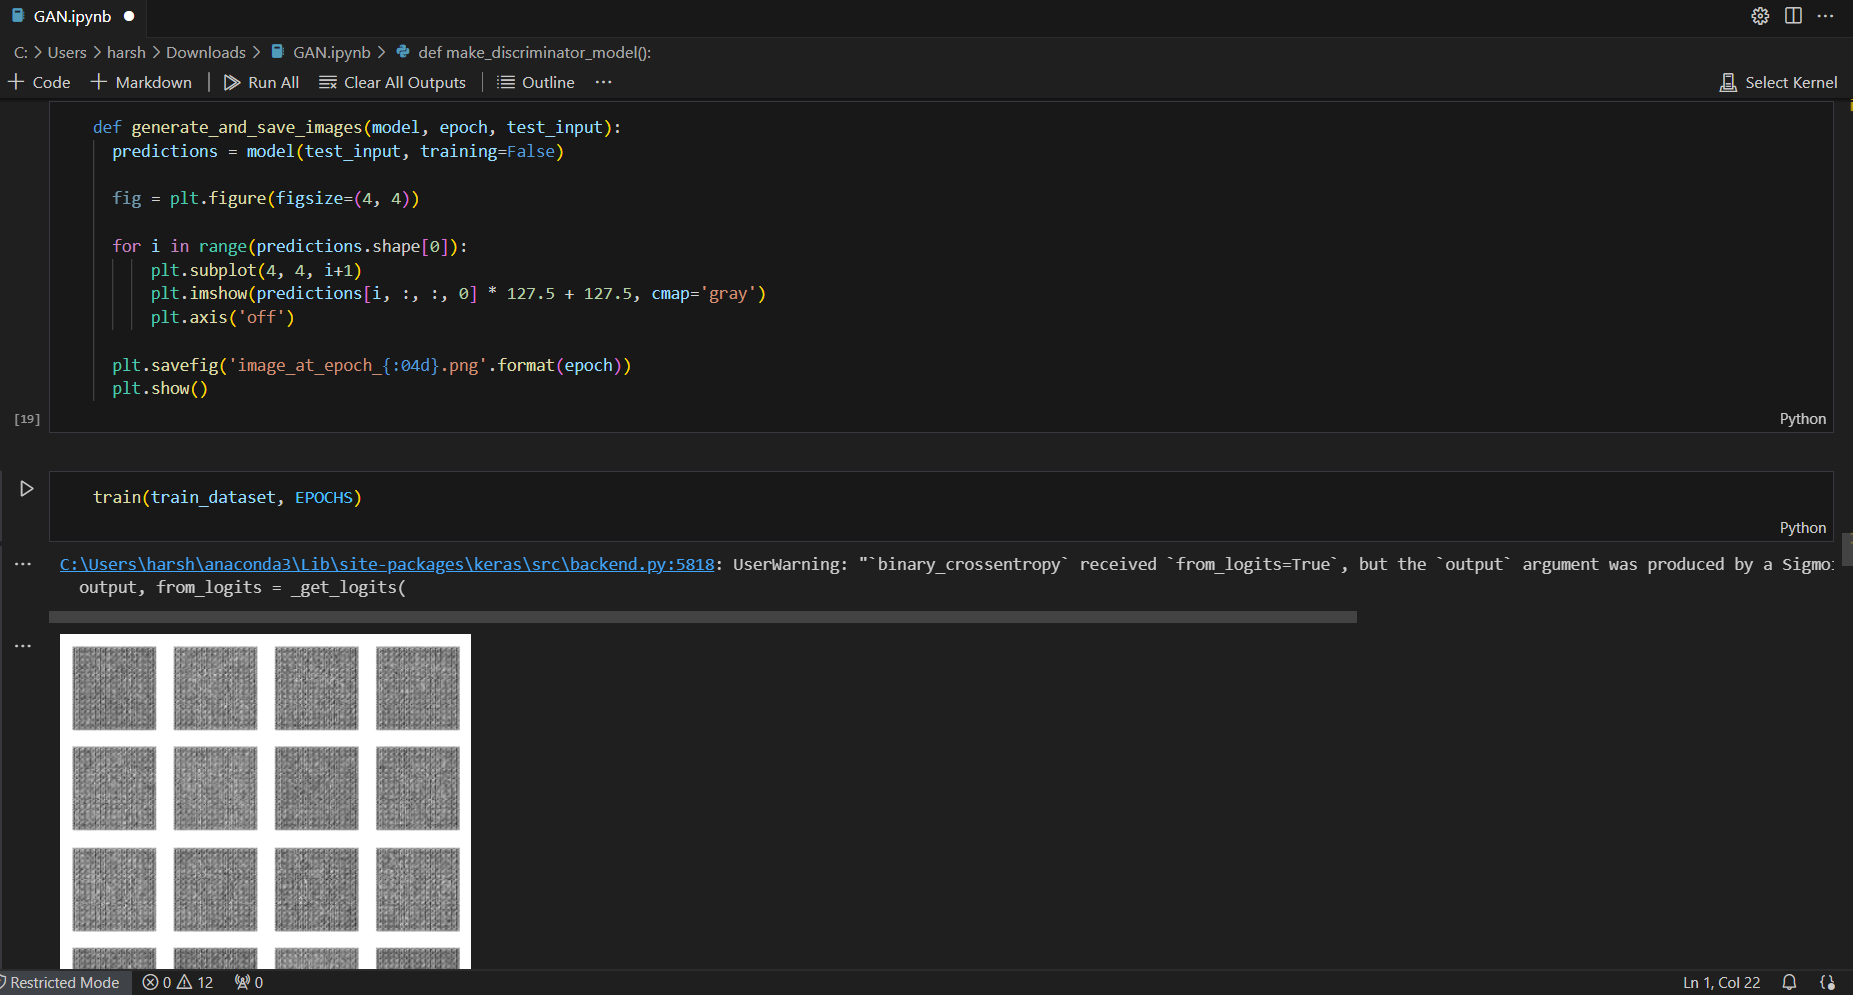 GAN.ipynb
C: > Users > harsh > Downloads > GAN.ipynb > def make_discriminator_model():
+ Code + Markdown | Run All Clear All Outputs | Outline ... Select Kernel
def generate_and_save_images(model, epoch, test_input):
predictions = model(test_input, training=False)
fig = plt.figure(figsize=(4, 4))
for i in range(predictions.shape[0]):
plt.subplot(4, 4, i+1)
plt.imshow(predictions[i, :, :, 0] * 127.5 + 127.5, cmap='gray')
plt.axis('off')
plt.savefig('image_at_epoch_{:04d}.png'.format(epoch))
plt.show()
[19] Python
train(train_dataset, EPOCHS)
Python
C:\Users\harsh\anaconda3\Lib\site-packages\keras\src\backend.py:5818: UserWarning: "`binary_crossentropy` received `from_logits=True`, but the `output` argument was produced by a Sigmoi
output, from_logits = _get_logits(
Restricted Mode 0 12 0 Ln 1, Col 22